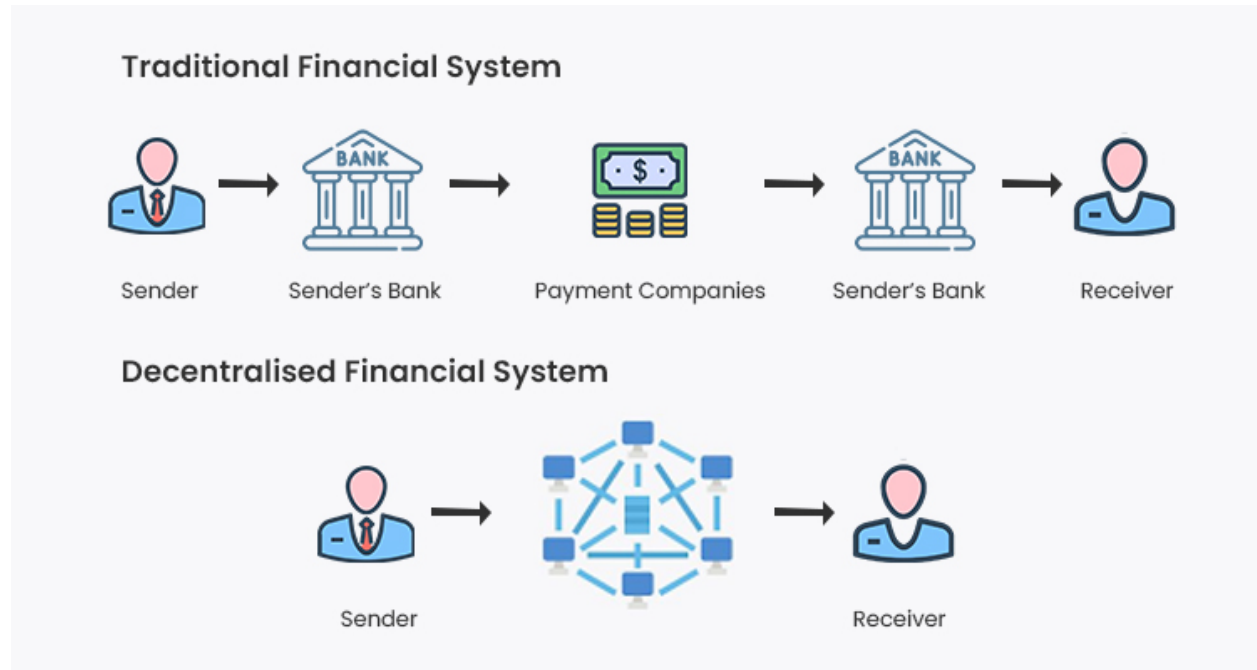 Traditional Financial System
BANK
$
BANK
Sender
Sender's Bank
Payment Companies
Sender's Bank
Receiver
Decentralised Financial System
Sender
Receiver